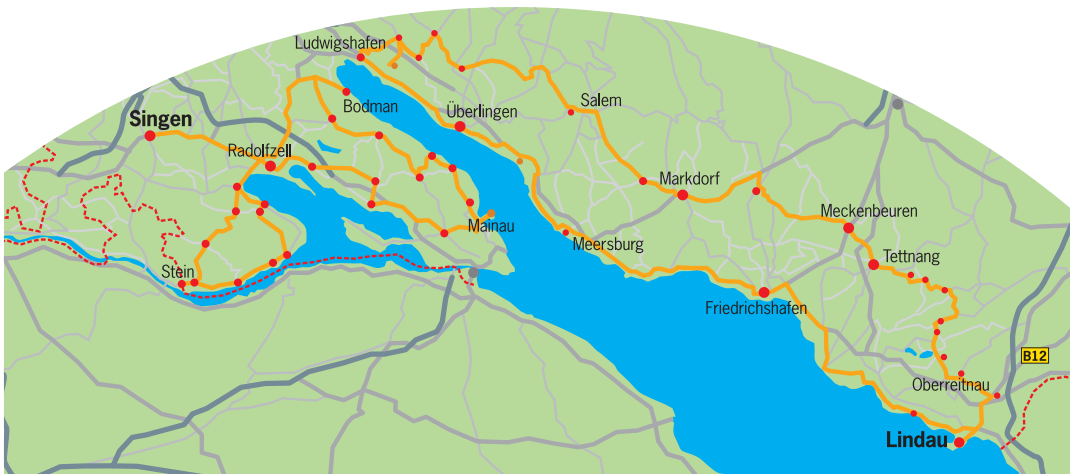 Ludwigshafen
Bodman
Singen
Überlingen
Salem
Radolfzell
Markdorf
Mainau
Meckenbeuren
Meersburg
Tettnang
Stein
Friedrichshafen
B12
Oberreitnau
Lindau